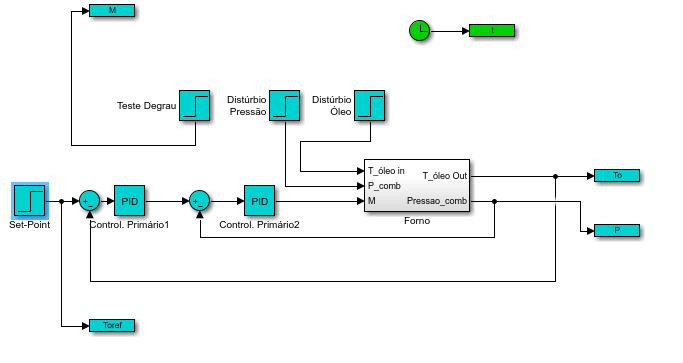 M
t
Teste Degrau
Distúrbio
Pressão
Distúrbio
Óleo
T_óleo in
P_comb
M
T_óleo Out
Pressao_comb
Forno
To
P
Set-Point
PID
Control. Primário1
PID
Control. Primário2
Toref